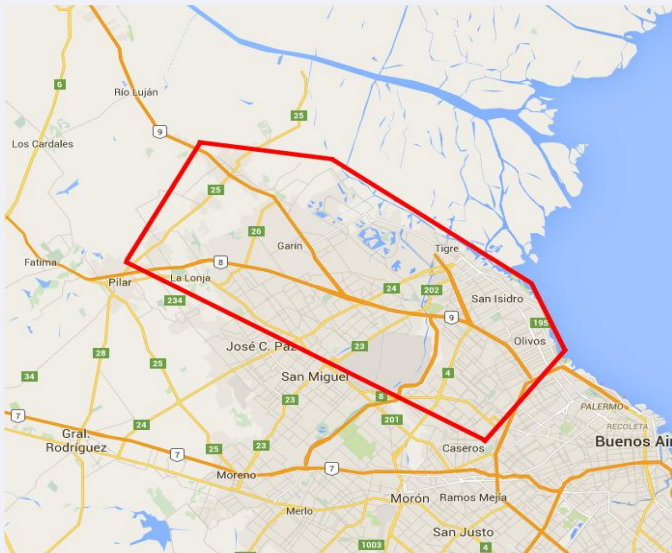 6
Río Luján
25
Los Cardales
9
25
26
Garín
Tigre
Fatima
8
Pilar
La Lonja
24
202
San Isidro
234
9
195
Olivos
José C. Paz
23
28
25
San Miguel
4
34
8
23
PALERMO
7
24
201
RECOLETA
Gral.
Rodríguez
23
Caseros
Buenos Air
7
7
Moreno
Morón
Ramos Mejía
Merlo
San Justo
1003
4